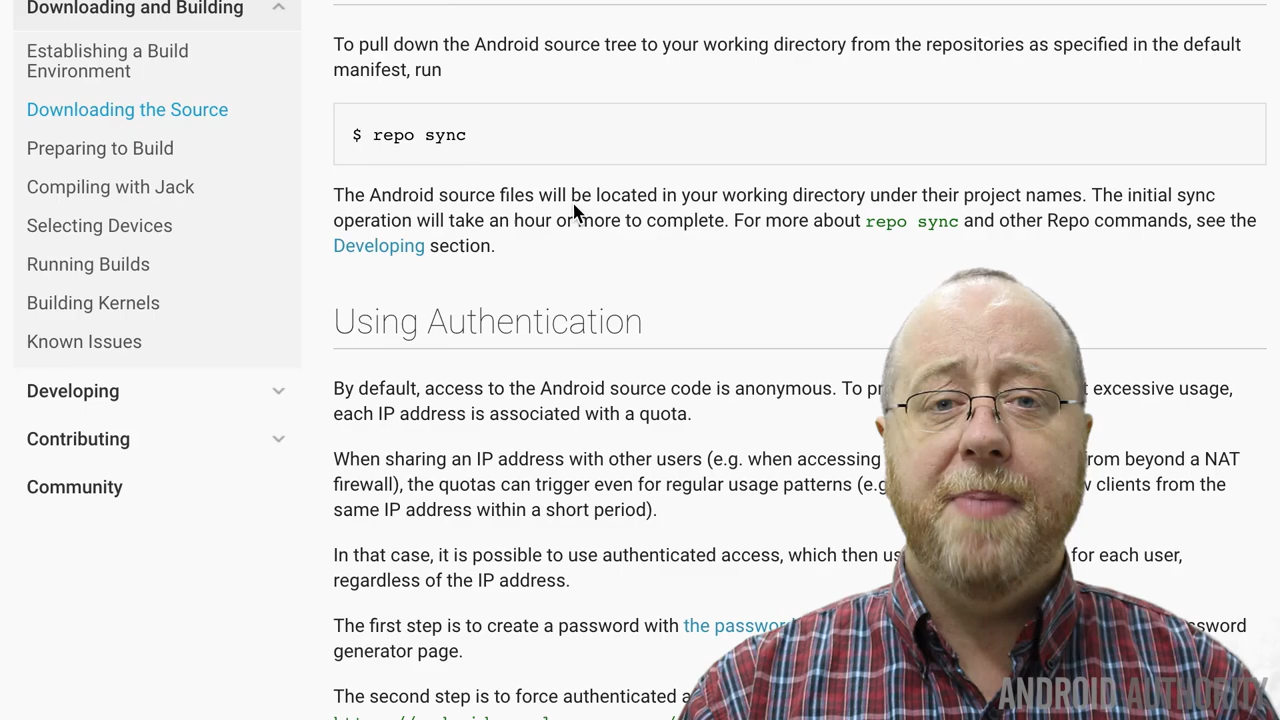 Downloading and Building
Establishing a Build
Environment
Downloading the Source
Preparing to Build
Compiling with Jack
Selecting Devices
Running Builds
Building Kernels
Known Issues
Developing
Contributing
Community
To pull down the Android source tree to your working directory from the repositories as specified in the default
manifest, run
$ repo sync
The Android source files will be located in your working directory under their project names. The initial sync
operation will take an hour or more to complete. For more about repo sync and other Repo commands, see the
Developing section.
Using Authentication
By default, access to the Android source code is anonymous. To excessive usage,
each IP address is associated with a quota.
When sharing an IP address with other users (e.g. when accessing from beyond a NAT
firewall), the quotas can trigger even for regular usage patterns (e.g. clients from the
same IP address within a short period).
In that case, it is possible to use authenticated access, which then for each user,
regardless of the IP address.
The first step is to create a password with the password
generator page.
The second step is to force authenticated
ANDROID AUTHORITY